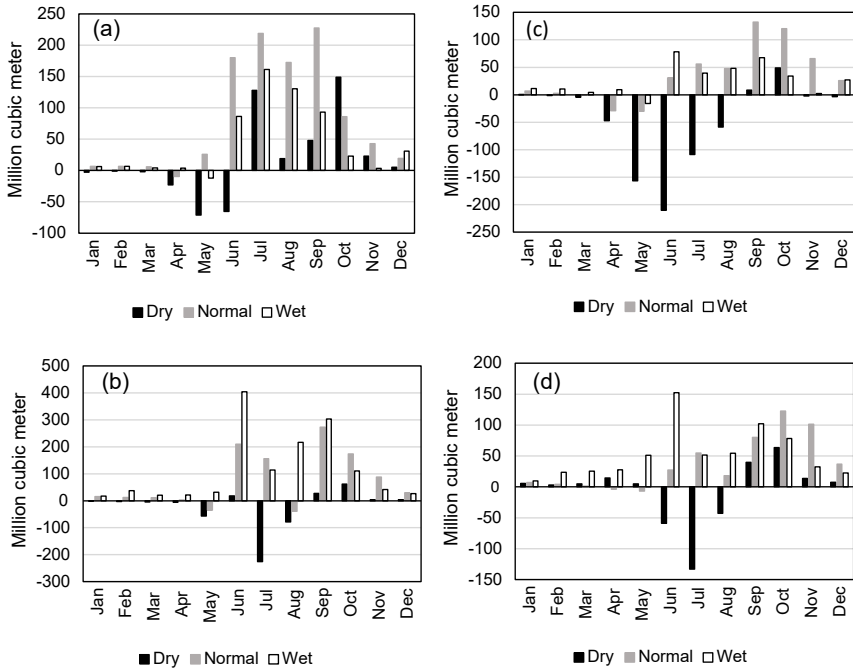 (a)
Million cubic meter
250
200
150
100
50
0
-50
-100
Jan Feb Mar Apr May Jun Jul Aug Sep Oct Nov Dec
Dry Normal Wet
(c)
Million cubic meter
150
100
50
0
-50
-100
-150
-200
-250
Jan Feb Mar Apr May Jun Jul Aug Sep Oct Nov Dec
Dry Normal Wet
(b)
Million cubic meter
500
400
300
200
100
0
-100
-200
-300
Jan Feb Mar Apr May Jun Jul Aug Sep Oct Nov Dec
Dry Normal Wet
(d)
Million cubic meter
200
150
100
50
0
-50
-100
-150
Jan Feb Mar Apr May Jun Jul Aug Sep Oct Nov Dec
Dry Normal Wet